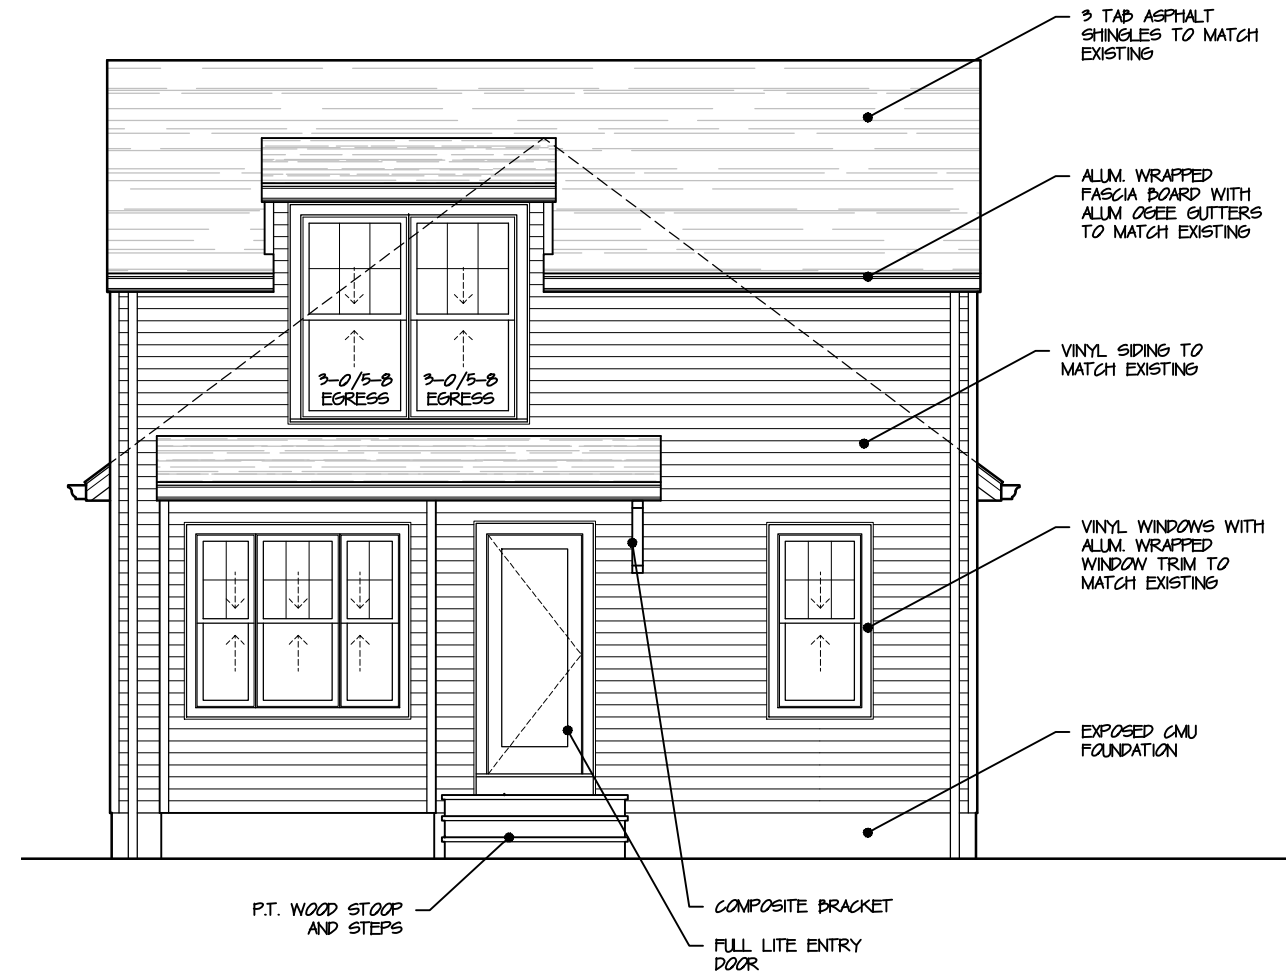 3 TAB ASPHALT
SHINGLES TO MATCH
EXISTING
ALUM. WRAPPED
FASCIA BOARD WITH
ALUM OGEE GUTTERS
TO MATCH EXISTING
VINYL SIDING TO
MATCH EXISTING
3-0/5-8
EGRESS
3-0/5-8
EGRESS
VINYL WINDOWS WITH
ALUM. WRAPPED
WINDOW TRIM TO
MATCH EXISTING
EXPOSED CMU
FOUNDATION
P.T. WOOD STOOP
AND STEPS
COMPOSITE BRACKET
FULL LITE ENTRY
DOOR